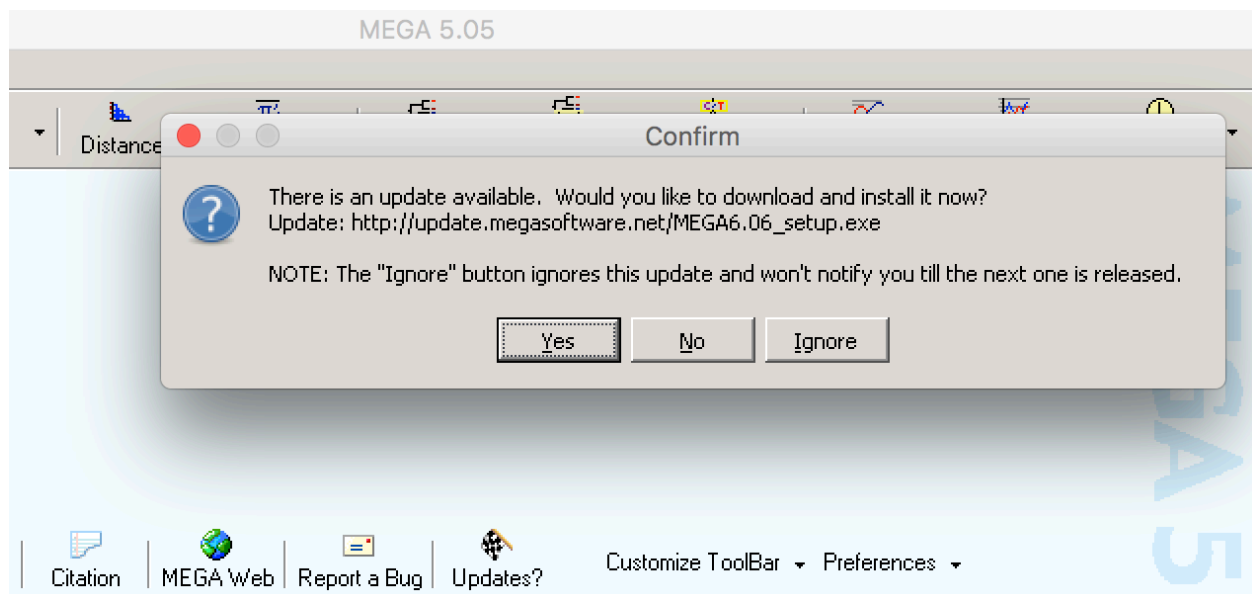 MEGA 5.05
Distance
Confirm
There is an update available.  Would you like to download and install it now?
Update: http://update.megasoftware.net/MEGA6.06_setup.exe
NOTE: The "Ignore" button ignores this update and won't notify you till the next one is released.
Yes No Ignore
MEGA 5
Citation MEGA Web Report a Bug Updates? Customize ToolBar Preferences